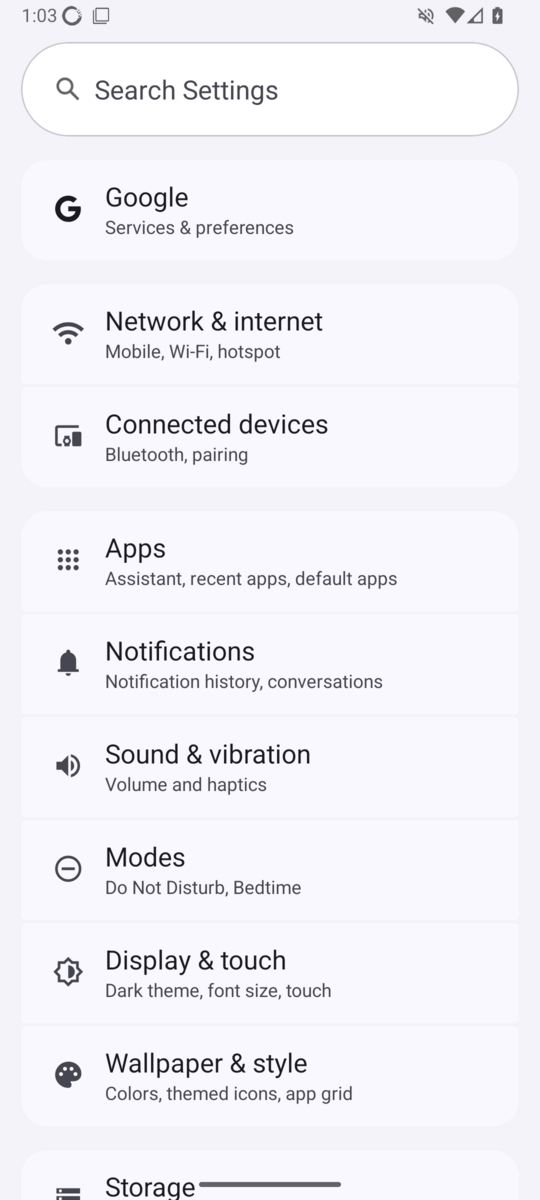 1:03
Search Settings
Google
Services & preferences
Network & internet
Mobile, Wi-Fi, hotspot
Connected devices
Bluetooth, pairing
Apps
Assistant, recent apps, default apps
Notifications
Notification history, conversations
Sound & vibration
Volume and haptics
Modes
Do Not Disturb, Bedtime
Display & touch
Dark theme, font size, touch
Wallpaper & style
Colors, themed icons, app grid
Storage